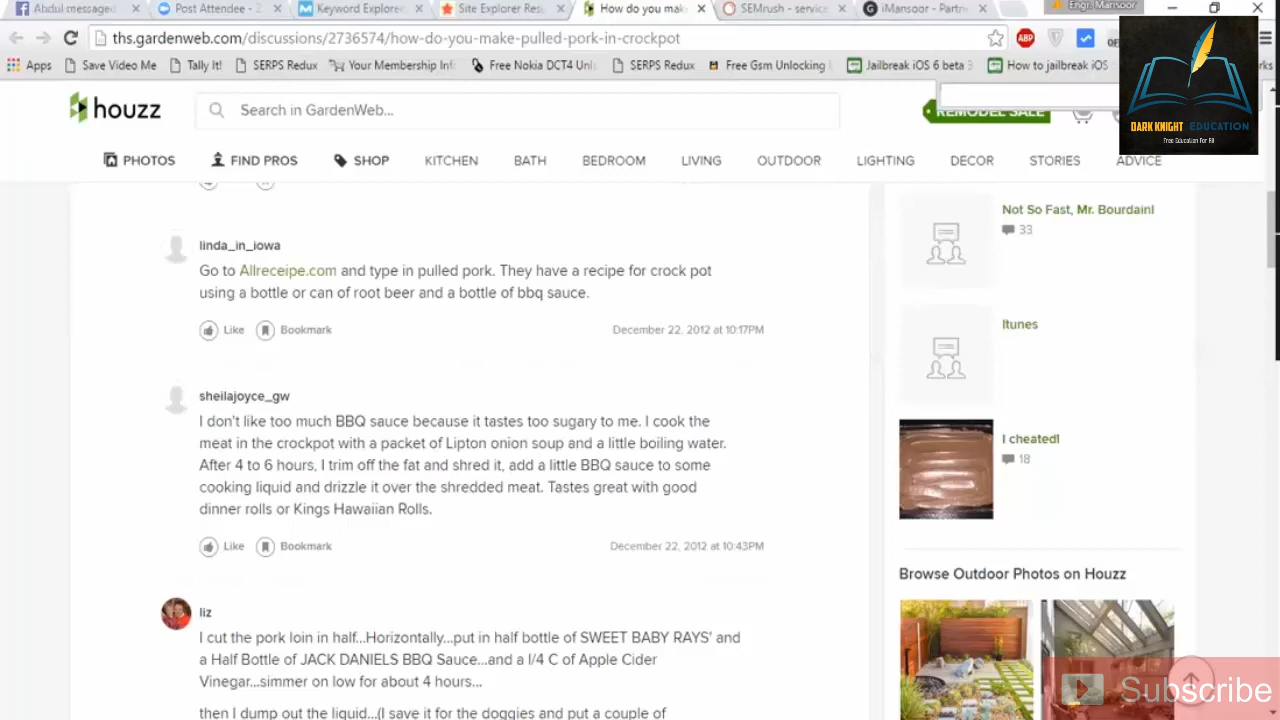 Abdul messaged
Post Attendee - Z
Keyword Explorer
Site Explorer Res
How do you mak
SEMrush - service
iMansoor - Partn
Engr. Mansoor
ths.gardenweb.com/discussions/2736574/how-do-you-make-pulled-pork-in-crockpot
ABP
Apps
Save Video Me
Tally It!
SERPS Redux
Your Membership Inf
Free Nokia DCT4 Unl
SERPS Redux
Free Gsm Unlocking
Jailbreak iOS 6 beta 3
How to jailbreak iOS
DARK KNIGHT EDUCATION
Free Education For All
houzz
Search in GardenWeb...
REMODEL SALE
PHOTOS
FIND PROS
SHOP
KITCHEN
BATH
BEDROOM
LIVING
OUTDOOR
LIGHTING
DECOR
STORIES
ADVICE
linda_in_iowa
Go to Allreceipe.com and type in pulled pork. They have a recipe for crock pot
using a bottle or can of root beer and a bottle of bbq sauce.
Like
Bookmark
December 22, 2012 at 10:17PM
sheilajoyce_gw
I don't like too much BBQ sauce because it tastes too sugary to me. I cook the
meat in the crockpot with a packet of Lipton onion soup and a little boiling water.
After 4 to 6 hours, I trim off the fat and shred it, add a little BBQ sauce to some
cooking liquid and drizzle it over the shredded meat. Tastes great with good
dinner rolls or Kings Hawaiian Rolls.
Like
Bookmark
December 22, 2012 at 10:43PM
liz
I cut the pork loin in half...Horizontally...put in half bottle of SWEET BABY RAYS' and
a Half Bottle of JACK DANIELS BBQ Sauce...and a 1/4 C of Apple Cider
Vinegar...simmer on low for about 4 hours...
then I dump out the liquid...(I save it for the doggies and put a couple of
Not So Fast, Mr. Bourdain!
33
Itunes
I cheated!
18
Browse Outdoor Photos on Houzz
Subscribe